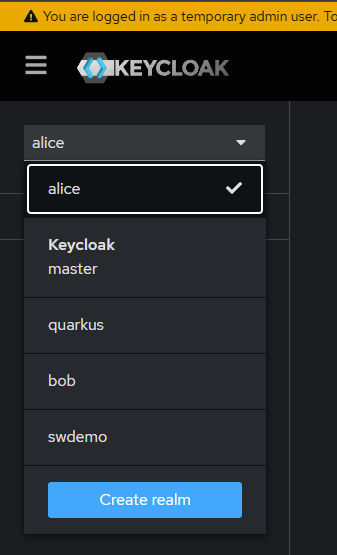 You are logged in as a temporary admin user. To
KEYCLOAK
alice
alice
Keycloak
master
quarkus
bob
swdemo
Create realm